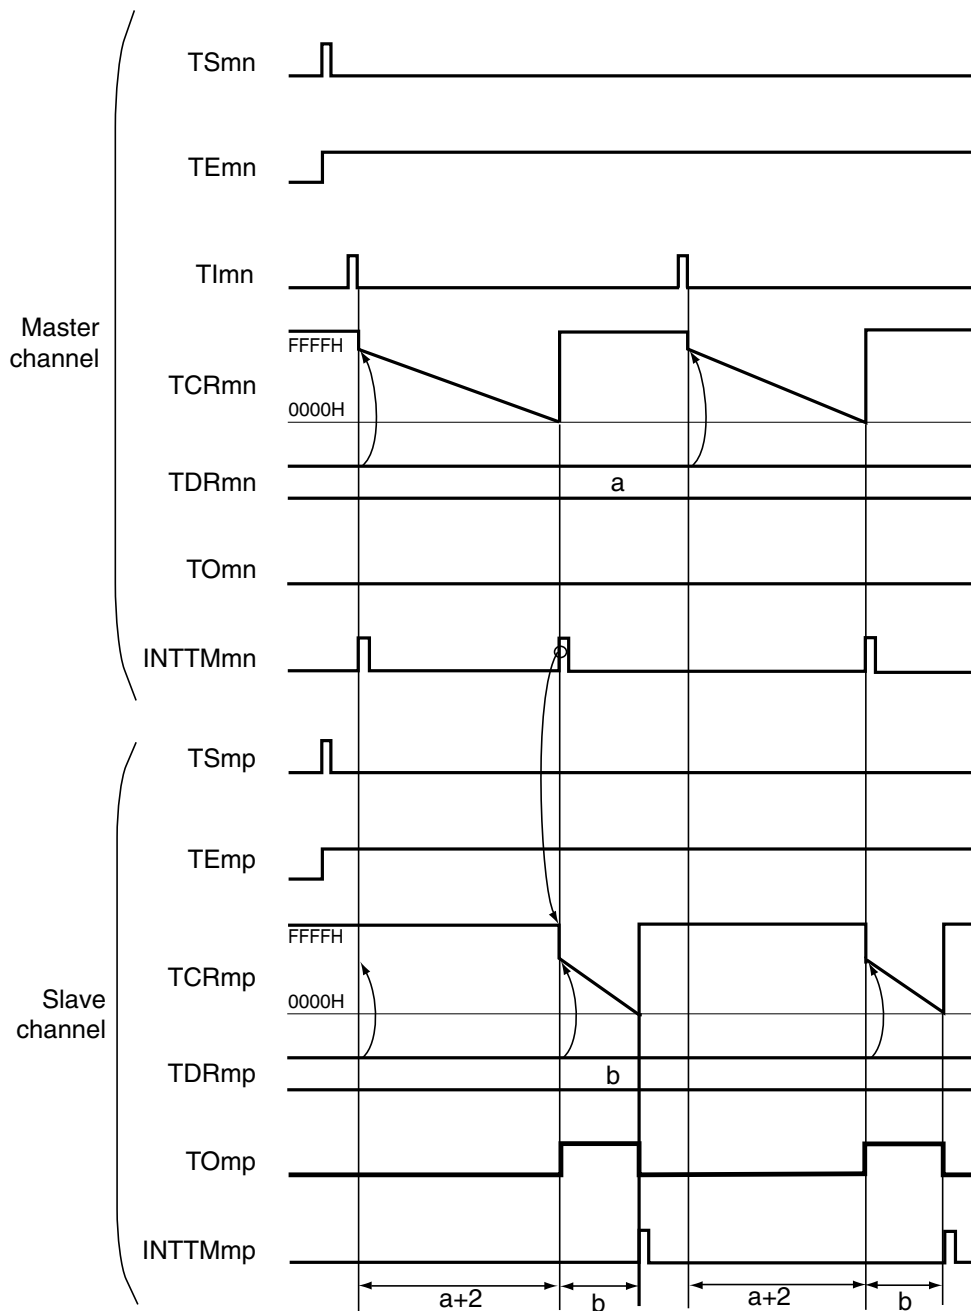 TSmn
TEmn
TImn
Master
channel
FFFFH
TCRmn
0000H
TDRmn
a
TOmn
INTTMmn
TSmp
TEmp
FFFFH
TCRmp
Slave
channel
0000H
TDRmp
b
TOmp
INTTMmp
a+2 b a+2 b